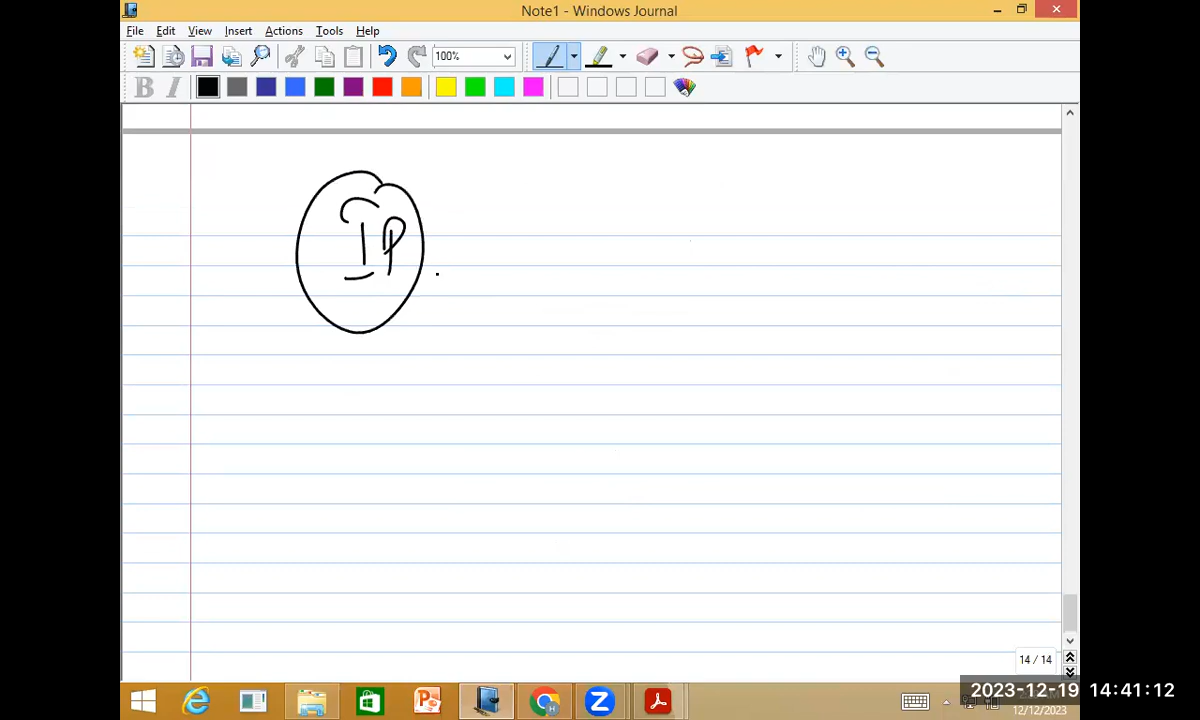 Note1 - Windows Journal
File Edit View Insert Actions Tools Help
100%
B I
IP
14 / 14
2023-12-19 14:41:12
12/12/2023